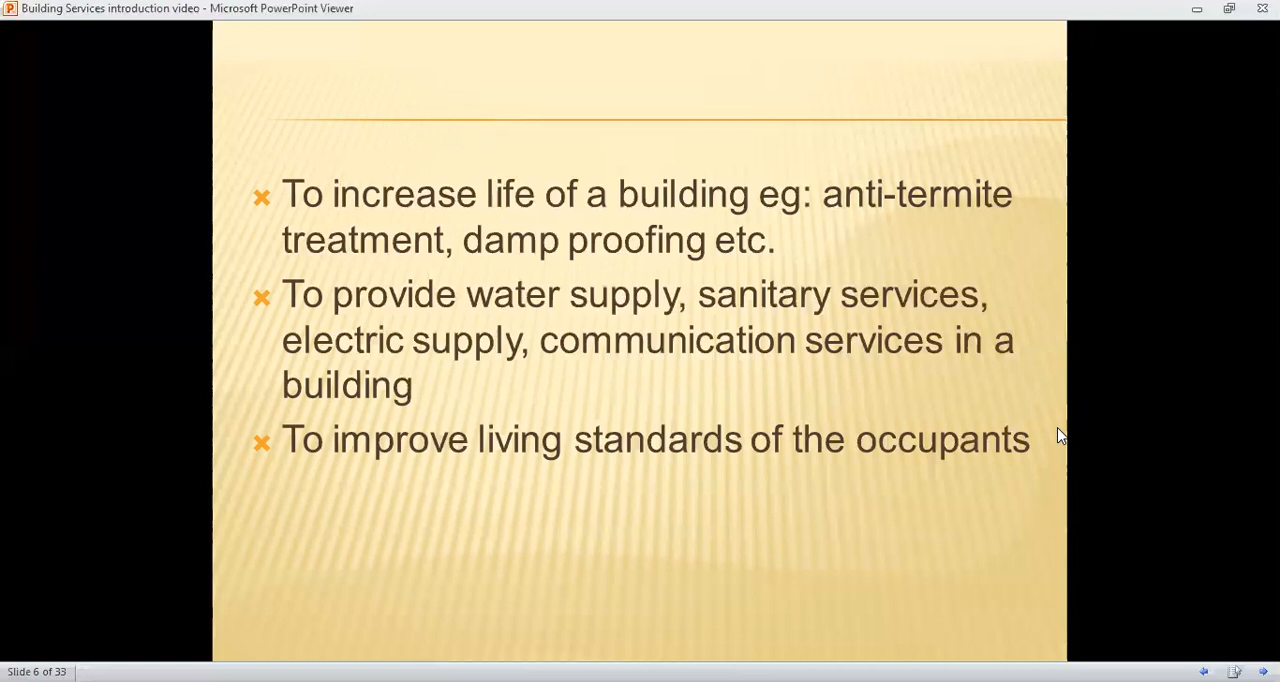 Building Services introduction video - Microsoft PowerPoint Viewer
To increase life of a building eg: anti-termite
treatment, damp proofing etc.
To provide water supply, sanitary services,
electric supply, communication services in a
building
To improve living standards of the occupants
Slide 6 of 33